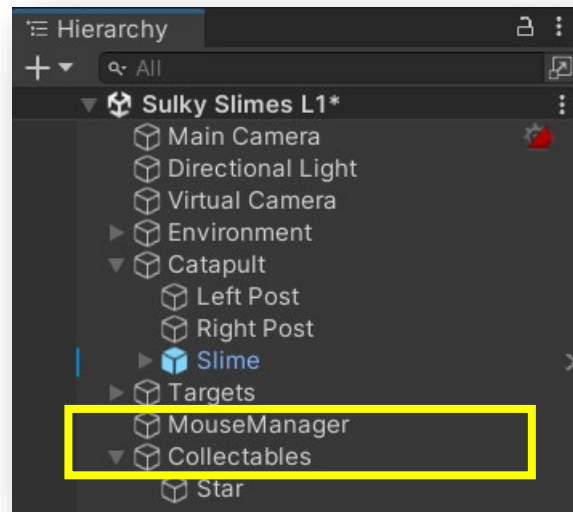 Hierarchy
All
Sulky Slimes L1*
Main Camera
Directional Light
Virtual Camera
Environment
Catapult
Left Post
Right Post
Slime
Targets
MouseManager
Collectables
Star